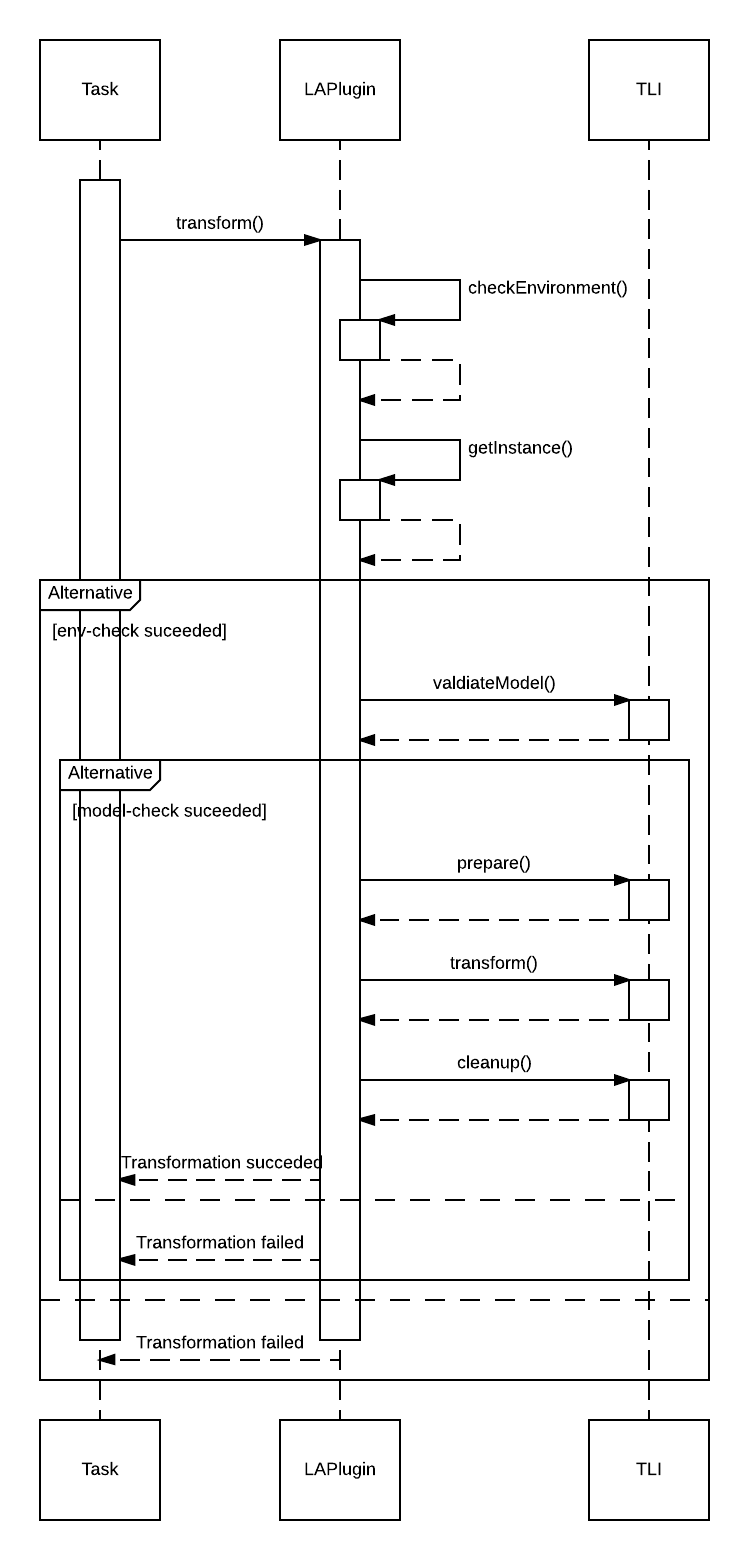 Task
LAPlugin
TLI
transform()
checkEnvironment()
getInstance()
Alternative
[env-check suceeded]
valdiateModel()
Alternative
[model-check suceeded]
prepare()
transform()
cleanup()
Transformation succeded
Transformation failed
Transformation failed
Task
LAPlugin
TLI